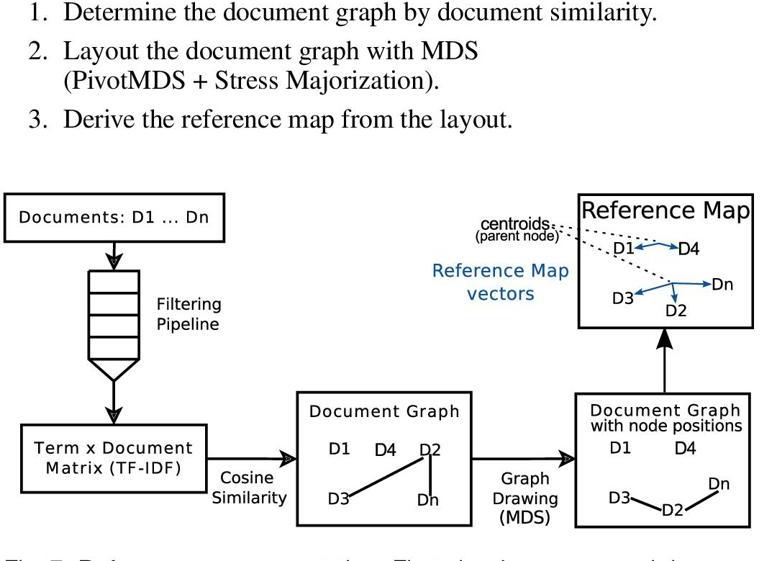 1. Determine the document graph by document similarity.
2. Layout the document graph with MDS
(PivotMDS + Stress Majorization).
3. Derive the reference map from the layout.
Documents: D1 ... Dn
Filtering
Pipeline
Term x Document
Matrix (TF-IDF)
Cosine
Similarity
Document Graph
D1 D4 D2
D3 Dn
Graph
Drawing
(MDS)
Document Graph
with node positions
D1 D4
Dn
D3
D2
Reference Map
centroids
(parent node)
D1 D4
Reference Map
vectors
Dn
D3
D2